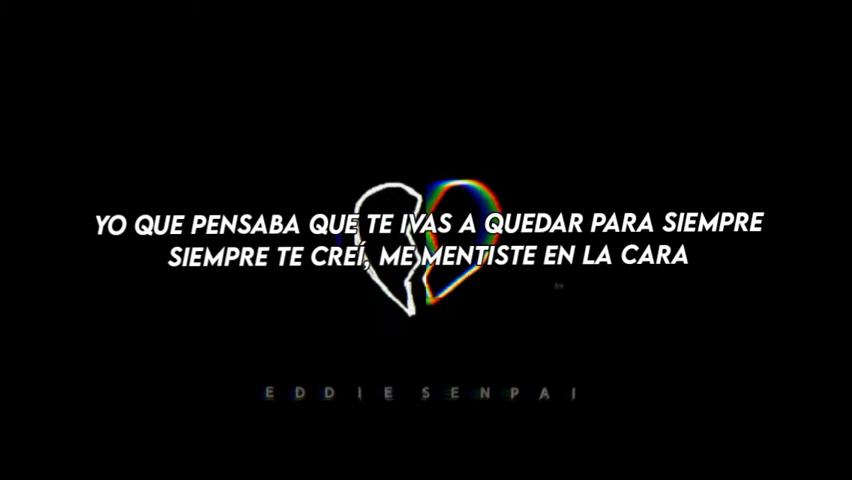 YO QUE PENSABA QUE TE IVAS A QUEDAR PARA SIEMPRE
SIEMPRE TE CREÍ, ME MENTISTE EN LA CARA
EDDIE SENPAI